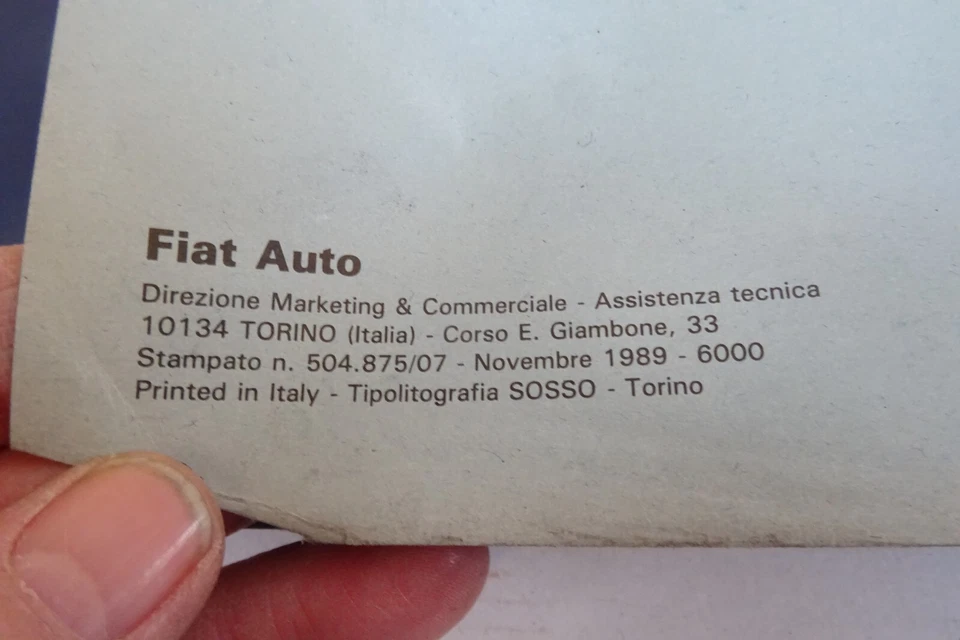 Fiat Auto
Direzione Marketing & Commerciale - Assistenza tecnica
10134 TORINO (Italia) - Corso E. Giambone, 33
Stampato n. 504.875/07 - Novembre 1989 - 6000
Printed in Italy - Tipolitografia SOSSO - Torino